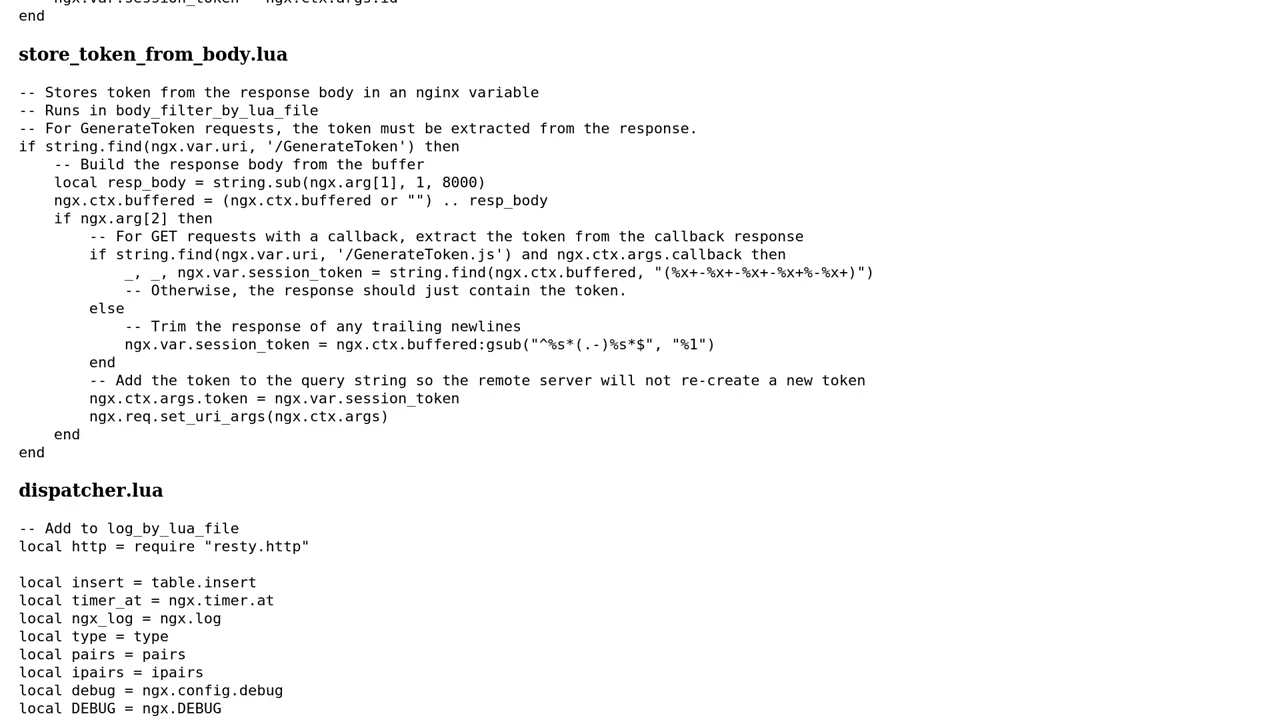 end
store_token_from_body.lua
-- Stores token from the response body in an nginx variable
-- Runs in body_filter_by_lua_file
-- For GenerateToken requests, the token must be extracted from the response.
if string.find(ngx.var.uri, '/GenerateToken') then
    -- Build the response body from the buffer
    local resp_body = string.sub(ngx.arg[1], 1, 8000)
    ngx.ctx.buffered = (ngx.ctx.buffered or "") .. resp_body
    if ngx.arg[2] then
        -- For GET requests with a callback, extract the token from the callback response
        if string.find(ngx.var.uri, '/GenerateToken.js') and ngx.ctx.args.callback then
            _, _, ngx.var.session_token = string.find(ngx.ctx.buffered, "(%x+-%x+-%x+-%x+%-%x+)")
            -- Otherwise, the response should just contain the token.
        else
            -- Trim the response of any trailing newlines
            ngx.var.session_token = ngx.ctx.buffered:gsub("^%s*(.-)%s*$", "%1")
        end
        -- Add the token to the query string so the remote server will not re-create a new token
        ngx.ctx.args.token = ngx.var.session_token
        ngx.req.set_uri_args(ngx.ctx.args)
    end
end
dispatcher.lua
-- Add to log_by_lua_file
local http = require "resty.http"
local insert = table.insert
local timer_at = ngx.timer.at
local ngx_log = ngx.log
local type = type
local pairs = pairs
local ipairs = ipairs
local debug = ngx.config.debug
local DEBUG = ngx.DEBUG